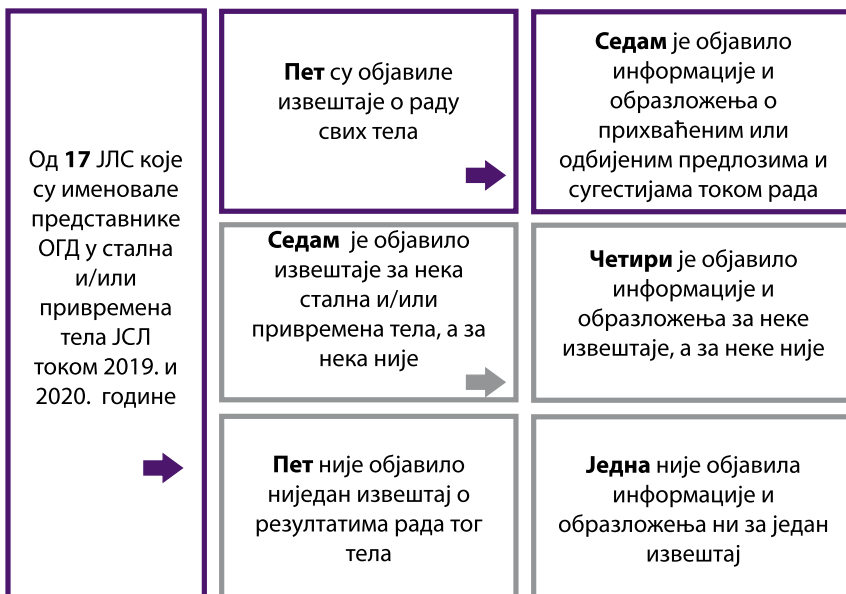 Од 17 ЈЛС које
су именовале
представнике
ОГД у стална
и/или
привремена
тела ЈСЛ
током 2019. и
2020. године
Пет су објавиле
извештаје о раду
свих тела
Седам је објавило
информације и
образложења о
прихваћеним или
одбијеним предлозима и
сугестијама током рада
Седам је објавило
извештаје за нека
стална и/или
привремена тела, а за
нека није
Четири је објавило
информације и
образложења за неке
извештаје, а за неке није
Пет није објавило
ниједан извештај о
резултатима рада тог
тела
Једна није објавила
информације и
образложења ни за један
извештај